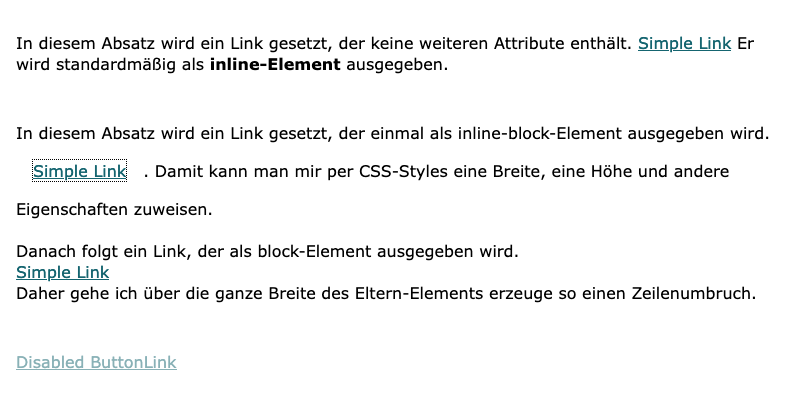 In diesem Absatz wird ein Link gesetzt, der keine weiteren Attribute enthält. Simple Link Er
wird standardmäßig als inline-Element ausgegeben.
In diesem Absatz wird ein Link gesetzt, der einmal als inline-block-Element ausgegeben wird.
Simple Link . Damit kann man mir per CSS-Styles eine Breite, eine Höhe und andere
Eigenschaften zuweisen.
Danach folgt ein Link, der als block-Element ausgegeben wird.
Simple Link
Daher gehe ich über die ganze Breite des Eltern-Elements erzeuge so einen Zeilenumbruch.
Disabled ButtonLink